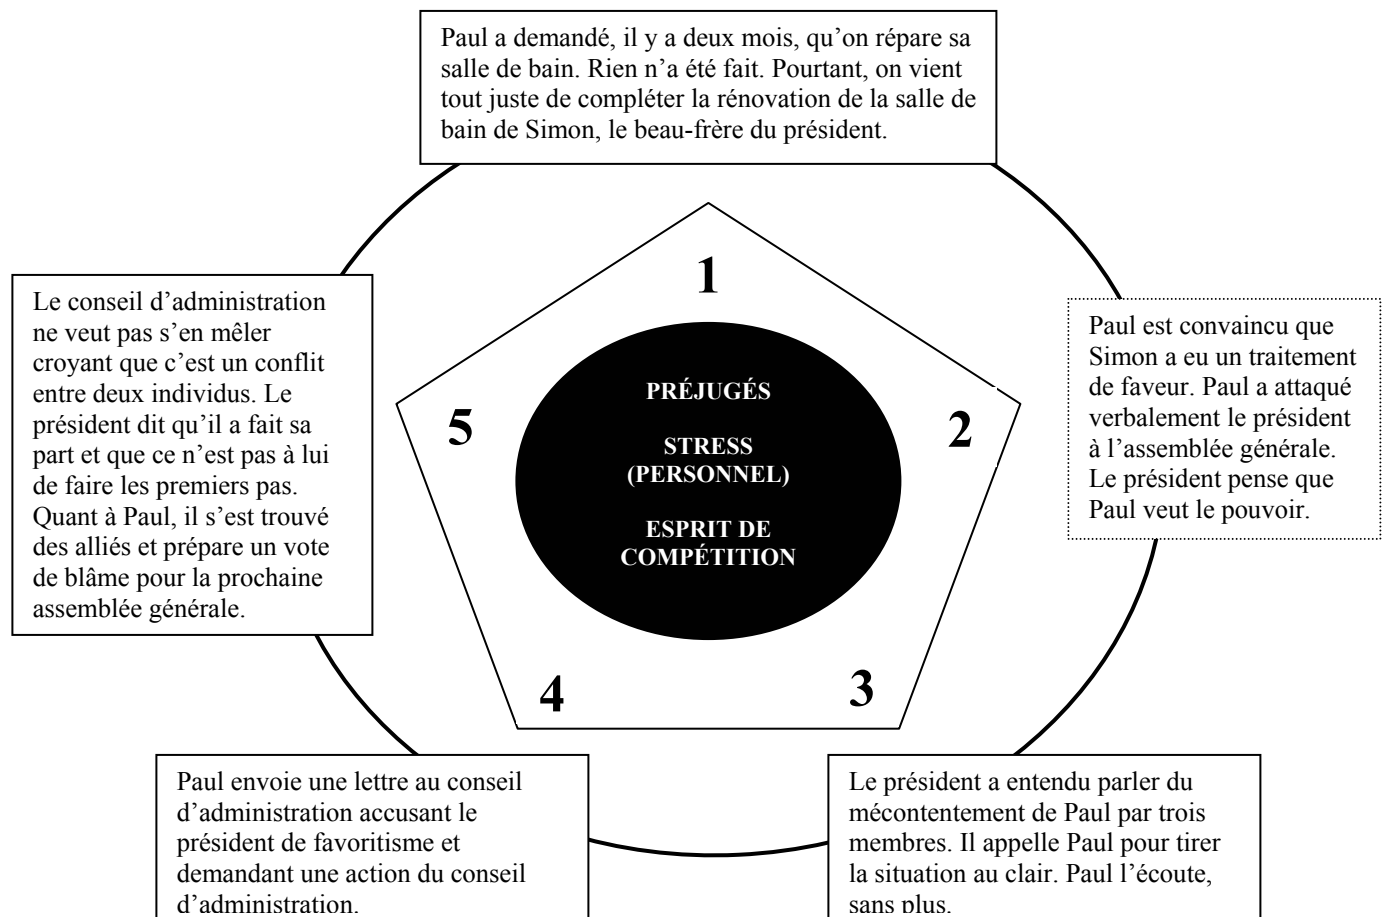 Paul a demandé, il y a deux mois, qu’on répare sa
salle de bain. Rien n’a été fait. Pourtant, on vient
tout juste de compléter la rénovation de la salle de
bain de Simon, le beau-frère du président.
1
Le conseil d’administration
ne veut pas s’en mêler
croyant que c’est un conflit
entre deux individus. Le
président dit qu’il a fait sa
part et que ce n’est pas à lui
de faire les premiers pas.
Quant à Paul, il s’est trouvé
des alliés et prépare un vote
de blâme pour la prochaine
assemblée générale.
5
PRÉJUGÉS
STRESS
(PERSONNEL)
ESPRIT DE
COMPÉTITION
2
Paul est convaincu que
Simon a eu un traitement
de faveur. Paul a attaqué
verbalement le président
à l’assemblée générale.
Le président pense que
Paul veut le pouvoir.
4
3
Paul envoie une lettre au conseil
d’administration accusant le
président de favoritisme et
demandant une action du conseil
d’administration.
Le président a entendu parler du
mécontentement de Paul par trois
membres. Il appelle Paul pour tirer
la situation au clair. Paul l’écoute,
sans plus.